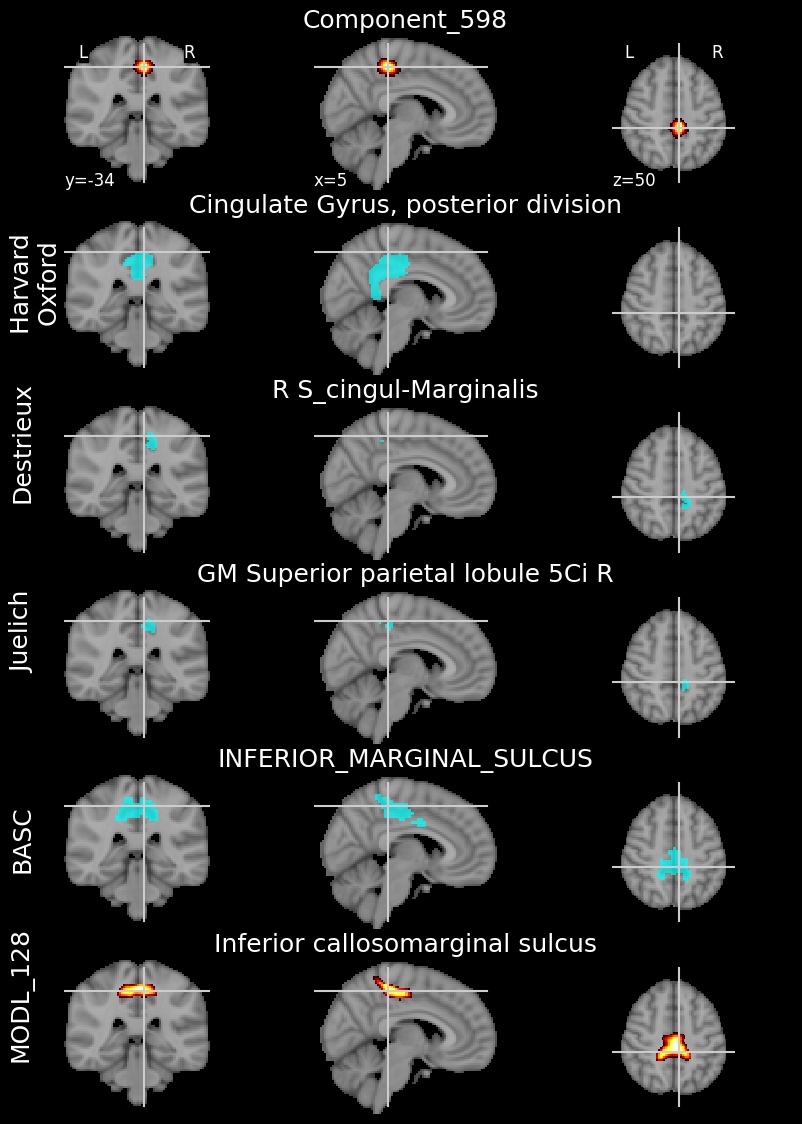 Component_598
L R L R
y=-34 x=5 z=50
Cingulate Gyrus, posterior division
Harvard
Oxford
R S_cingul-Marginalis
Destrieux
GM Superior parietal lobule 5Ci R
Juelich
INFERIOR_MARGINAL_SULCUS
BASC
Inferior callosomarginal sulcus
MODL_128